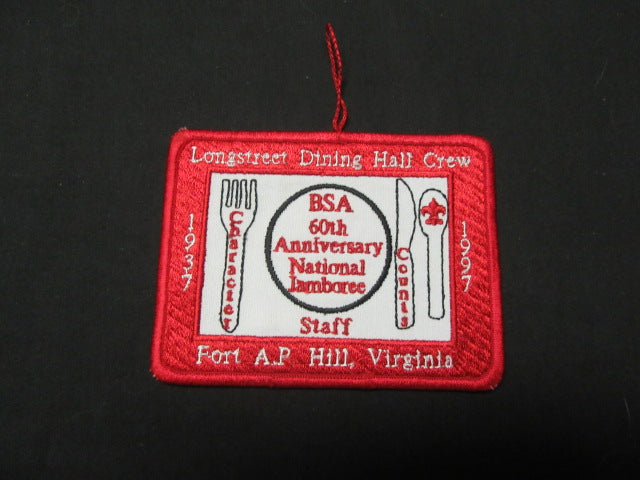 Longstreet Dining Hall Crew
1937
Character
BSA
60th
Anniversary
National
Jamboree
Staff
Counts
1997
Fort A.P. Hill, Virginia